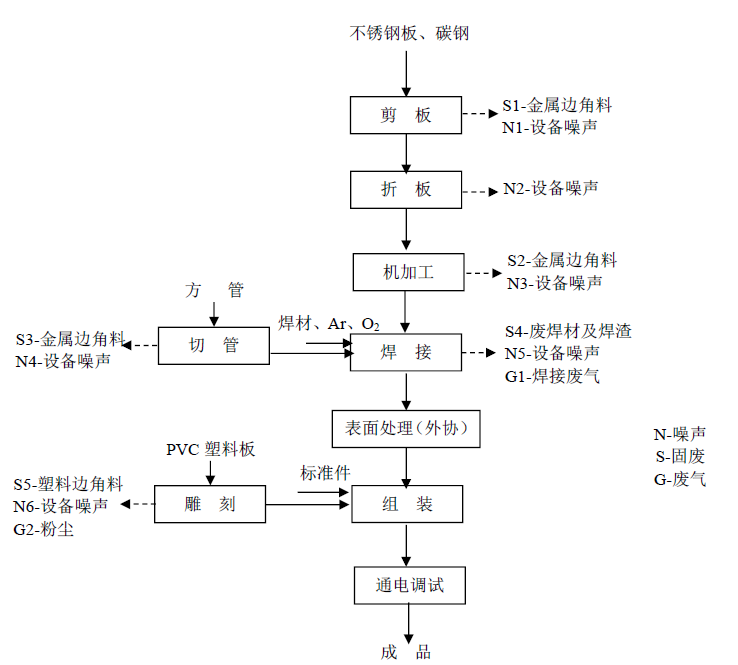 不锈钢板、碳钢
剪 板
S1-金属边角料
N1-设备噪声
折 板
N2-设备噪声
机加工
S2-金属边角料
N3-设备噪声
方 管
焊材、Ar、O2
S3-金属边角料
N4-设备噪声
切 管
焊 接
S4-废焊材及焊渣
N5-设备噪声
G1-焊接废气
表面处理（外协）
N-噪声
S-固废
G-废气
PVC 塑料板
标准件
S5-塑料边角料
N6-设备噪声
G2-粉尘
雕 刻
组 装
通电调试
成 品